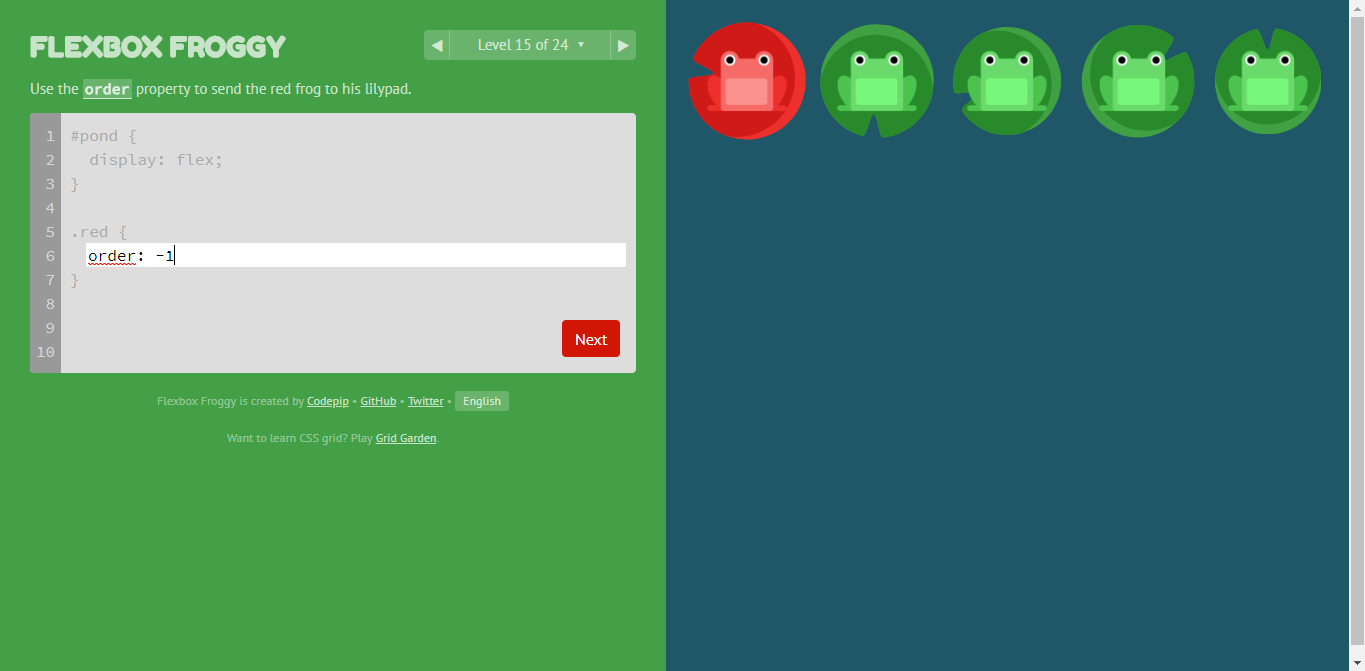 FLEXBOX FROGGY
◀ Level 15 of 24 ▼ ▶
Use the order property to send the red frog to his lilypad.
1 #pond {
2   display: flex;
3 }
4
5 .red {
6   order: -1
7 }
8
9
10
Next
Flexbox Froggy is created by Codepip • GitHub • Twitter • English
Want to learn CSS grid? Play Grid Garden.